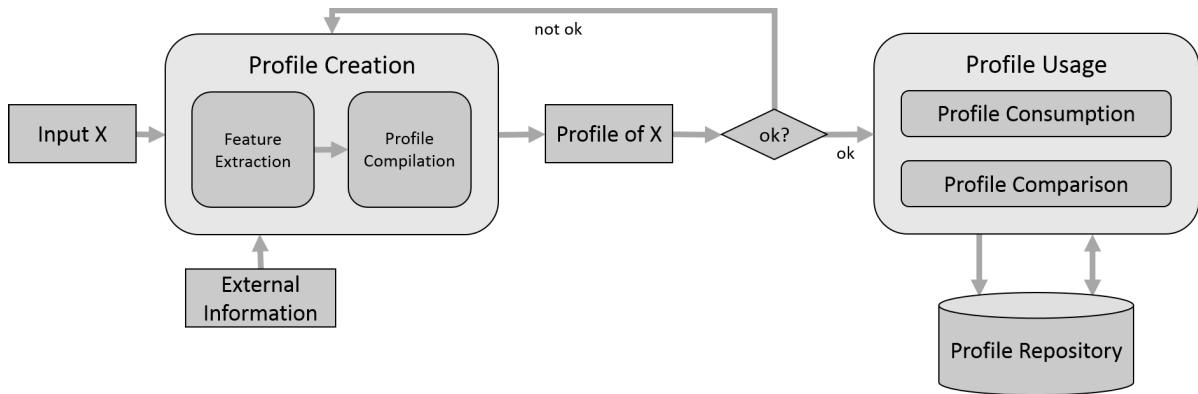 not ok
Profile Creation
Profile Usage
Input X
Feature
Extraction
Profile
Compilation
Profile of X
ok?
ok
Profile Consumption
Profile Comparison
External
Information
Profile Repository